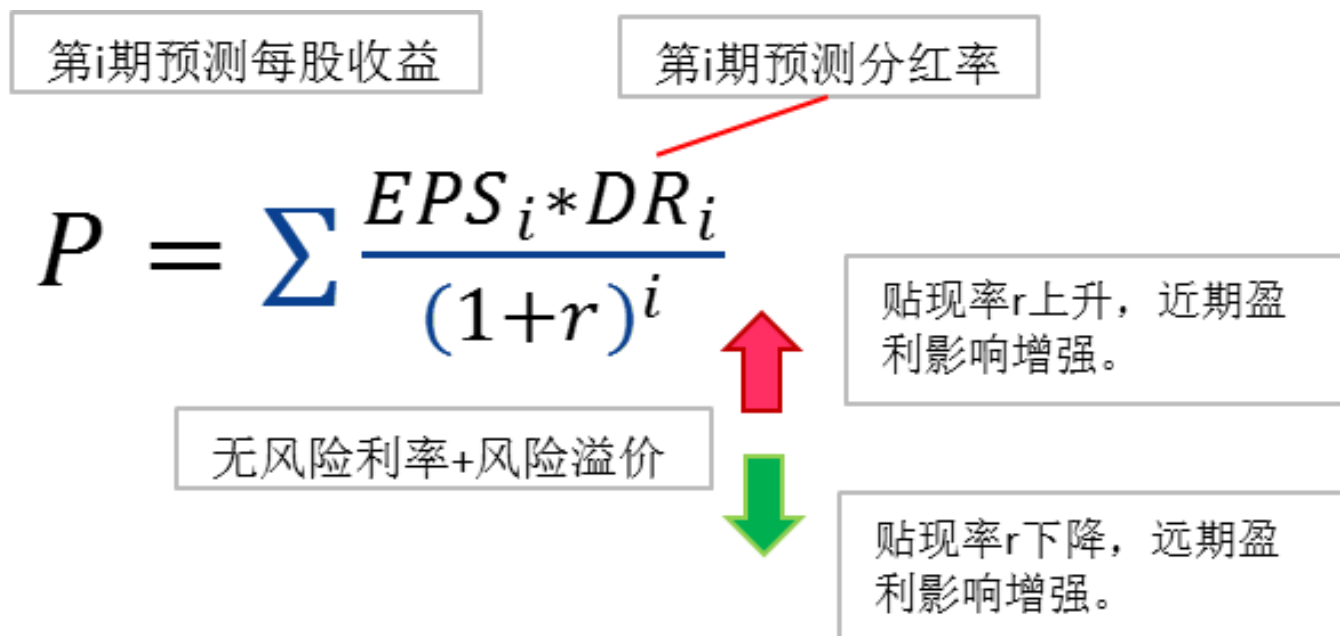 第i期预测每股收益
第i期预测分红率
P = ∑ EPS_i*DR_i / (1+r)^i
贴现率r上升，近期盈
利影响增强。
无风险利率+风险溢价
贴现率r下降，远期盈
利影响增强。